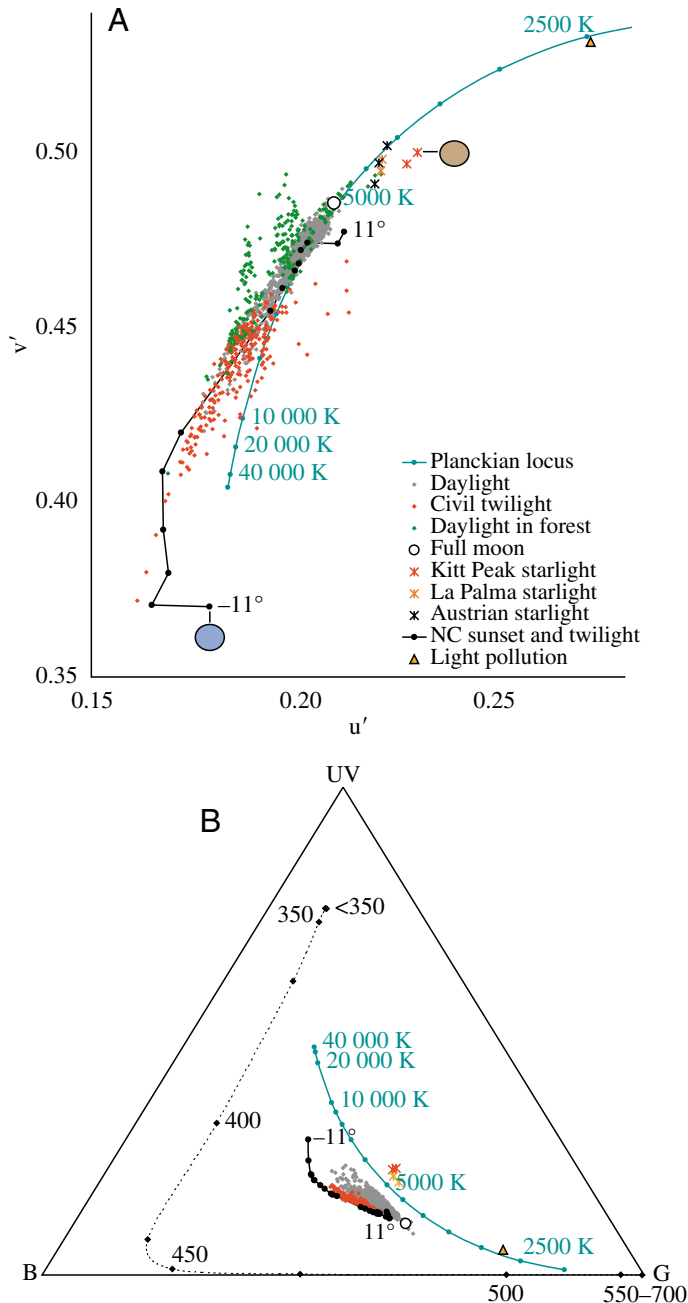 A
2500 K
0.50
5000 K
11°
0.45
v′
10 000 K
20 000 K
40 000 K
0.40
Planckian locus
Daylight
Civil twilight
Daylight in forest
Full moon
Kitt Peak starlight
La Palma starlight
Austrian starlight
NC sunset and twilight
Light pollution
–11°
0.35
0.15
0.20
0.25
u′
UV
B
350
<350
40 000 K
20 000 K
10 000 K
400
–11°
5000 K
11°
450
2500 K
B
G
500
550–700